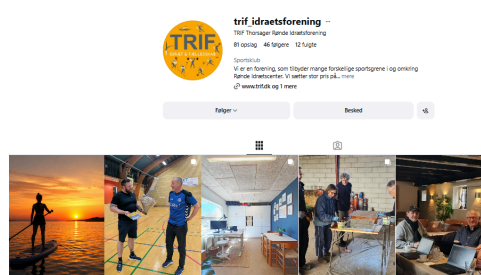 trif_idraetsforening
TRIF Thorsager Rønde Idrætsforening
81 opslag 46 følgere 12 fulgte
Sportsklub
Vi er en forening, som tilbyder mange forskellige sportsgrene i og omkring
Rønde Idrætscenter. Vi sætter stor pris på... mere
www.trif.dk og 1 mere
Følger
Besked
TRIF